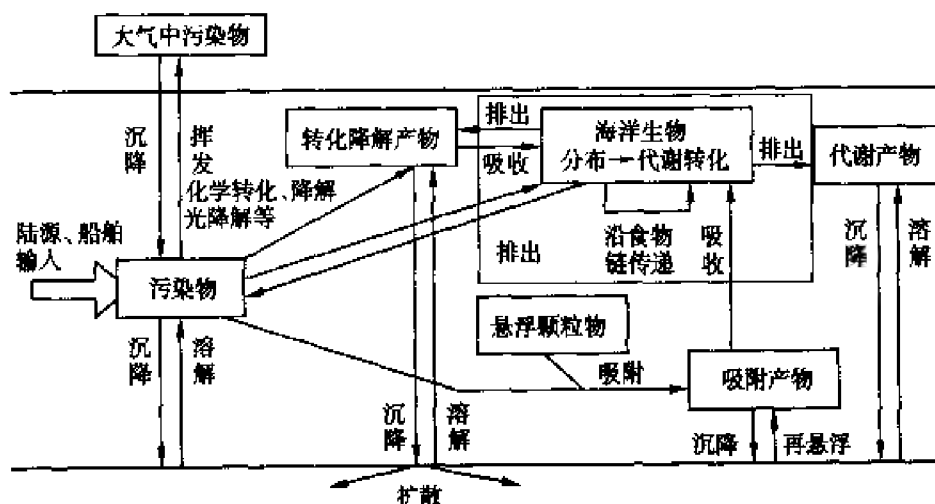 大气中污染物
沉降
挥发
转化降解产物
排出
吸收
海洋生物
分布→代谢转化
排出
代谢产物
化学转化、降解
光降解等
陆源、船舶
输入
污染物
排出
沿食物
链传递
吸收
沉降
溶解
悬浮颗粒物
沉降
溶解
吸附
吸附产物
沉降
溶解
沉降
再悬浮
扩散